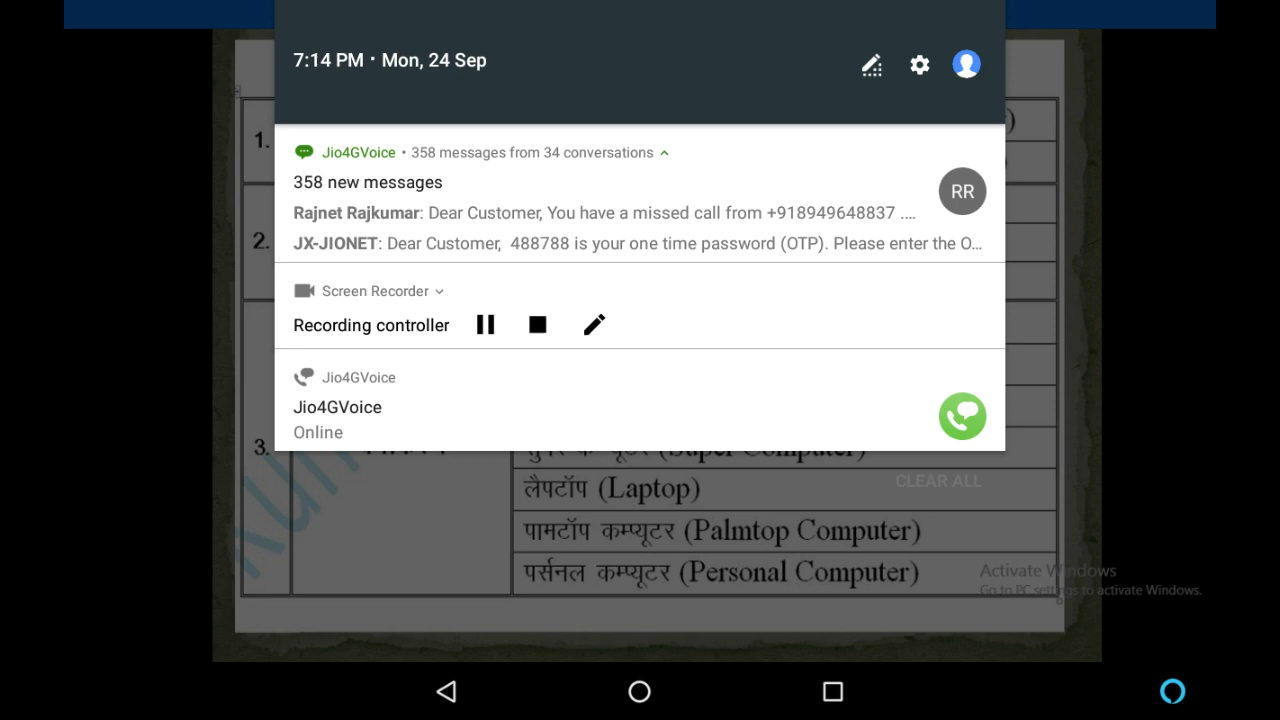 7:14 PM • Mon, 24 Sep
Jio4GVoice • 358 messages from 34 conversations
358 new messages
RR
Rajnet Rajkumar: Dear Customer, You have a missed call from +918949648837 ....
JX-JIONET: Dear Customer, 488788 is your one time password (OTP). Please enter the O...
Screen Recorder
Recording controller
Jio4GVoice
Jio4GVoice
Online
1.
2.
3.
(Super Computer)
CLEAR ALL
लैपटॉप (Laptop)
पामटॉप कम्प्यूटर (Palmtop Computer)
पर्सनल कम्प्यूटर (Personal Computer)
Activate Windows
Go to PC settings to activate Windows.